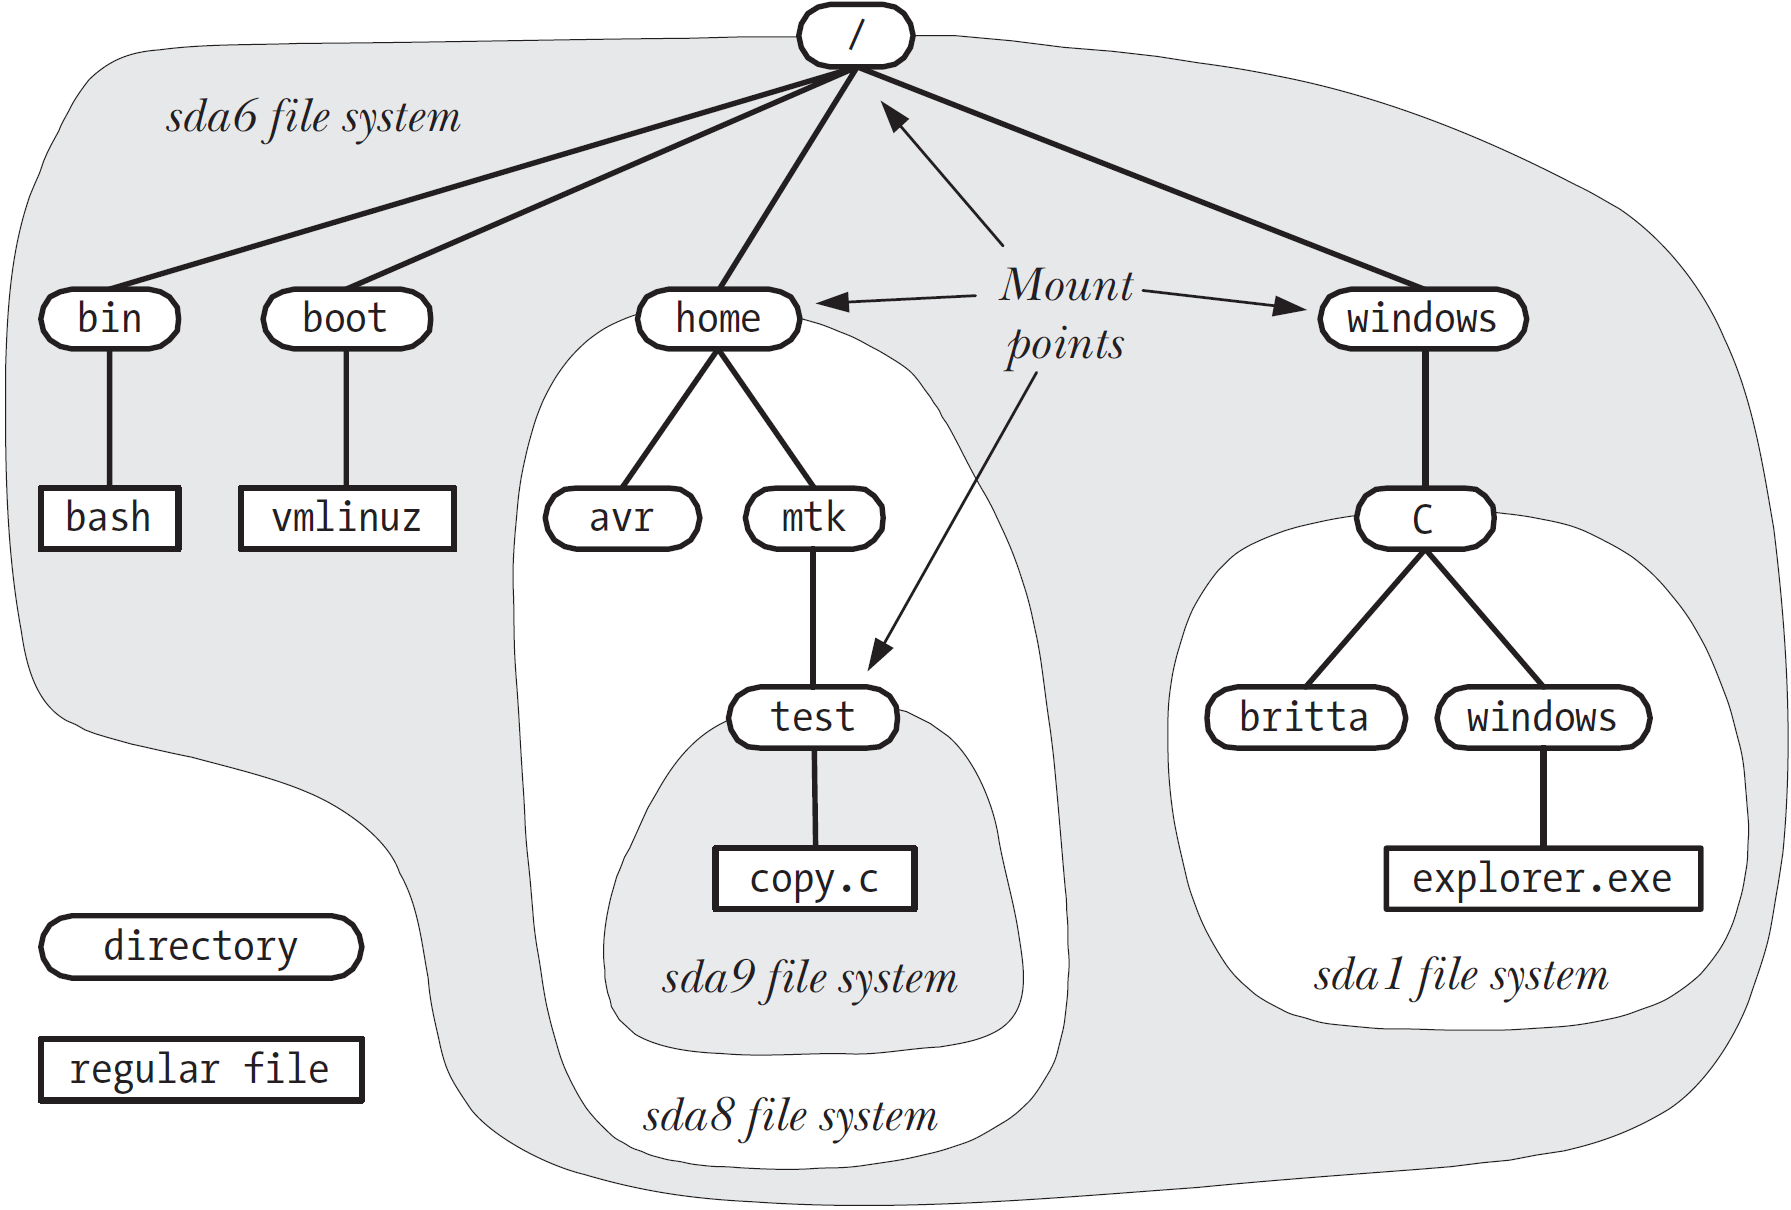 /
sda6 file system
Mount
points
bin
boot
home
windows
bash
vmlinuz
avr
mtk
C
test
britta
windows
copy.c
explorer.exe
directory
sda9 file system
sda1 file system
regular file
sda8 file system